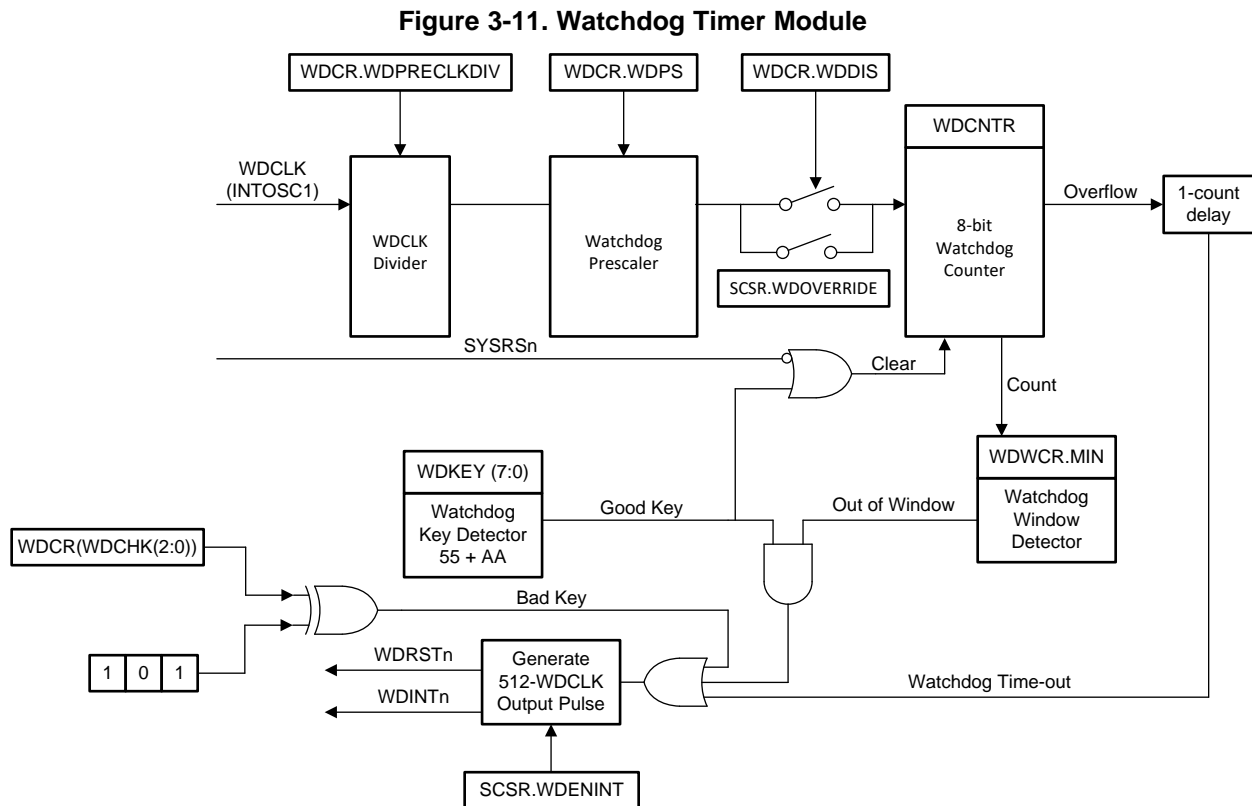 Figure 3-11. Watchdog Timer Module
WDCR.WDPRECLKDIV
WDCR.WDPS
WDCR.WDDIS
WDCNTR
WDCLK
(INTOSC1)
WDCLK
Divider
Watchdog
Prescaler
8-bit
Watchdog
Counter
Overflow
1-count
delay
SCSR.WDOVERRIDE
SYSRSn
Clear
Count
WDKEY (7:0)
Watchdog
Key Detector
55 + AA
Good Key
Out of Window
WDWCR.MIN
Watchdog
Window
Detector
WDCR(WDCHK(2:0))
Bad Key
1 0 1
WDRSTn
WDINTn
Generate
512-WDCLK
Output Pulse
Watchdog Time-out
SCSR.WDENINT